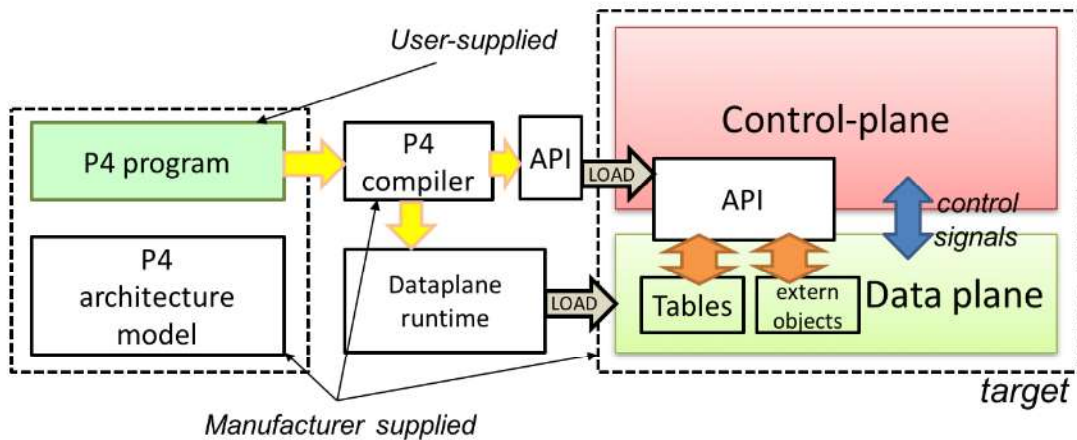 User-supplied
P4 program
P4
compiler
API
LOAD
Control-plane
API
control
signals
P4
architecture
model
Dataplane
runtime
LOAD
Tables
extern
objects
Data plane
target
Manufacturer supplied